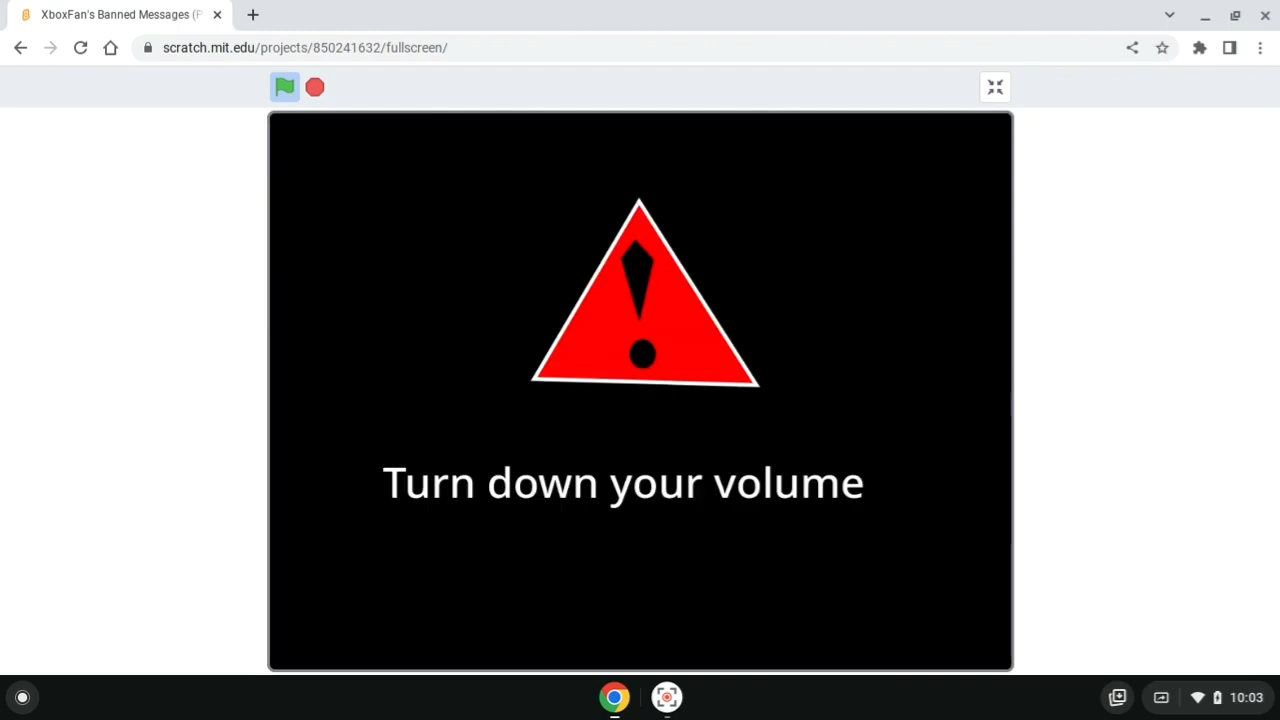 XboxFan's Banned Messages (
scratch.mit.edu/projects/850241632/fullscreen/
Turn down your volume
10:03